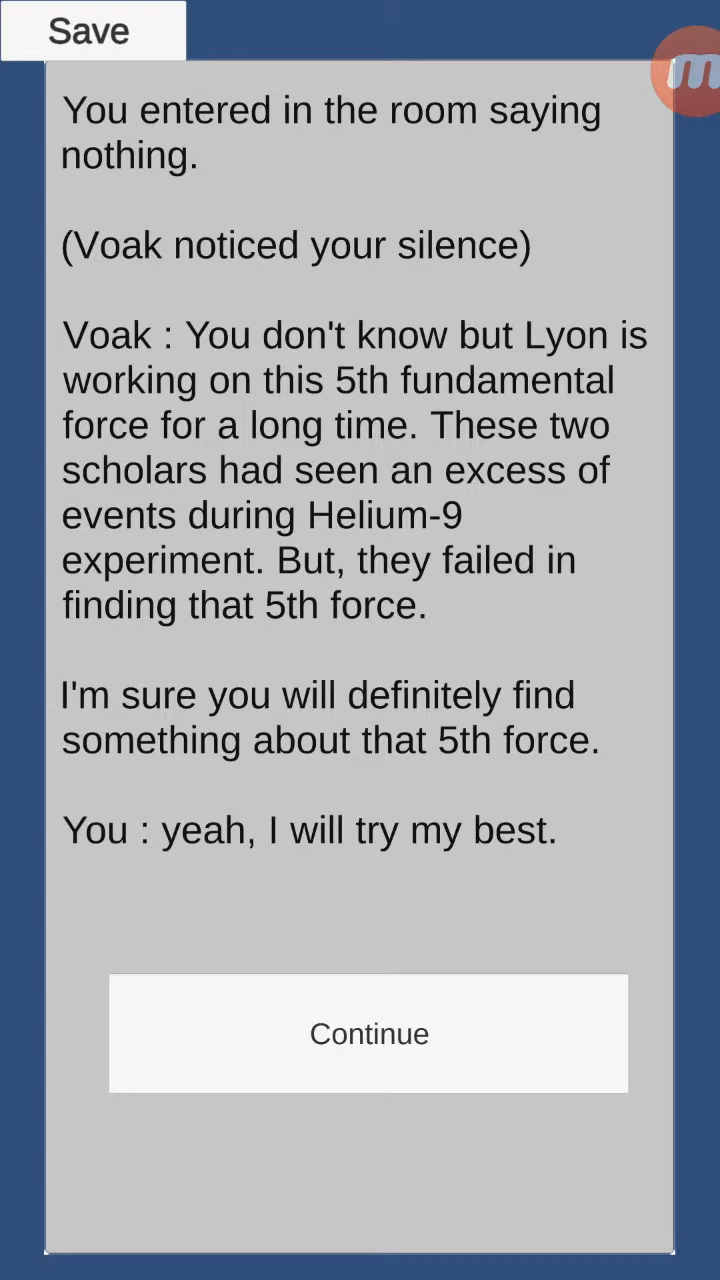 Save
You entered in the room saying
nothing.
(Voak noticed your silence)
Voak : You don't know but Lyon is
working on this 5th fundamental
force for a long time. These two
scholars had seen an excess of
events during Helium-9
experiment. But, they failed in
finding that 5th force.
I'm sure you will definitely find
something about that 5th force.
You : yeah, I will try my best.
Continue